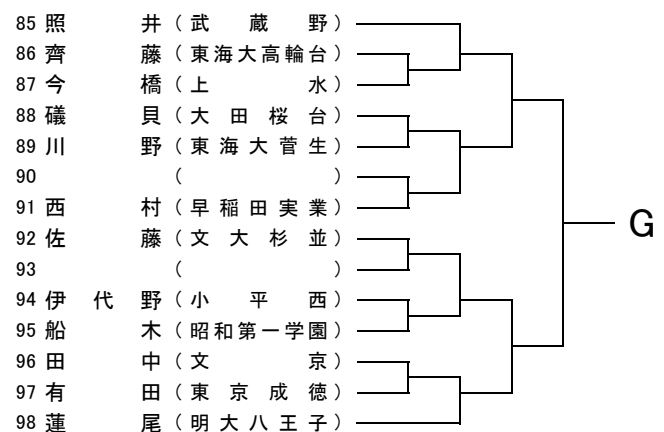 85 照井（武蔵野）
86 齊藤（東海大高輪台）
87 今橋（上水）
88 礒貝（大田桜台）
89 川野（東海大菅生）
90 （ ）
91 西村（早稲田実業）
92 佐藤（文大杉並）
93 （ ）
94 伊代野（小平西）
95 船木（昭和第一学園）
96 田中（文京）
97 有田（東京成徳）
98 蓮尾（明大八王子）
G